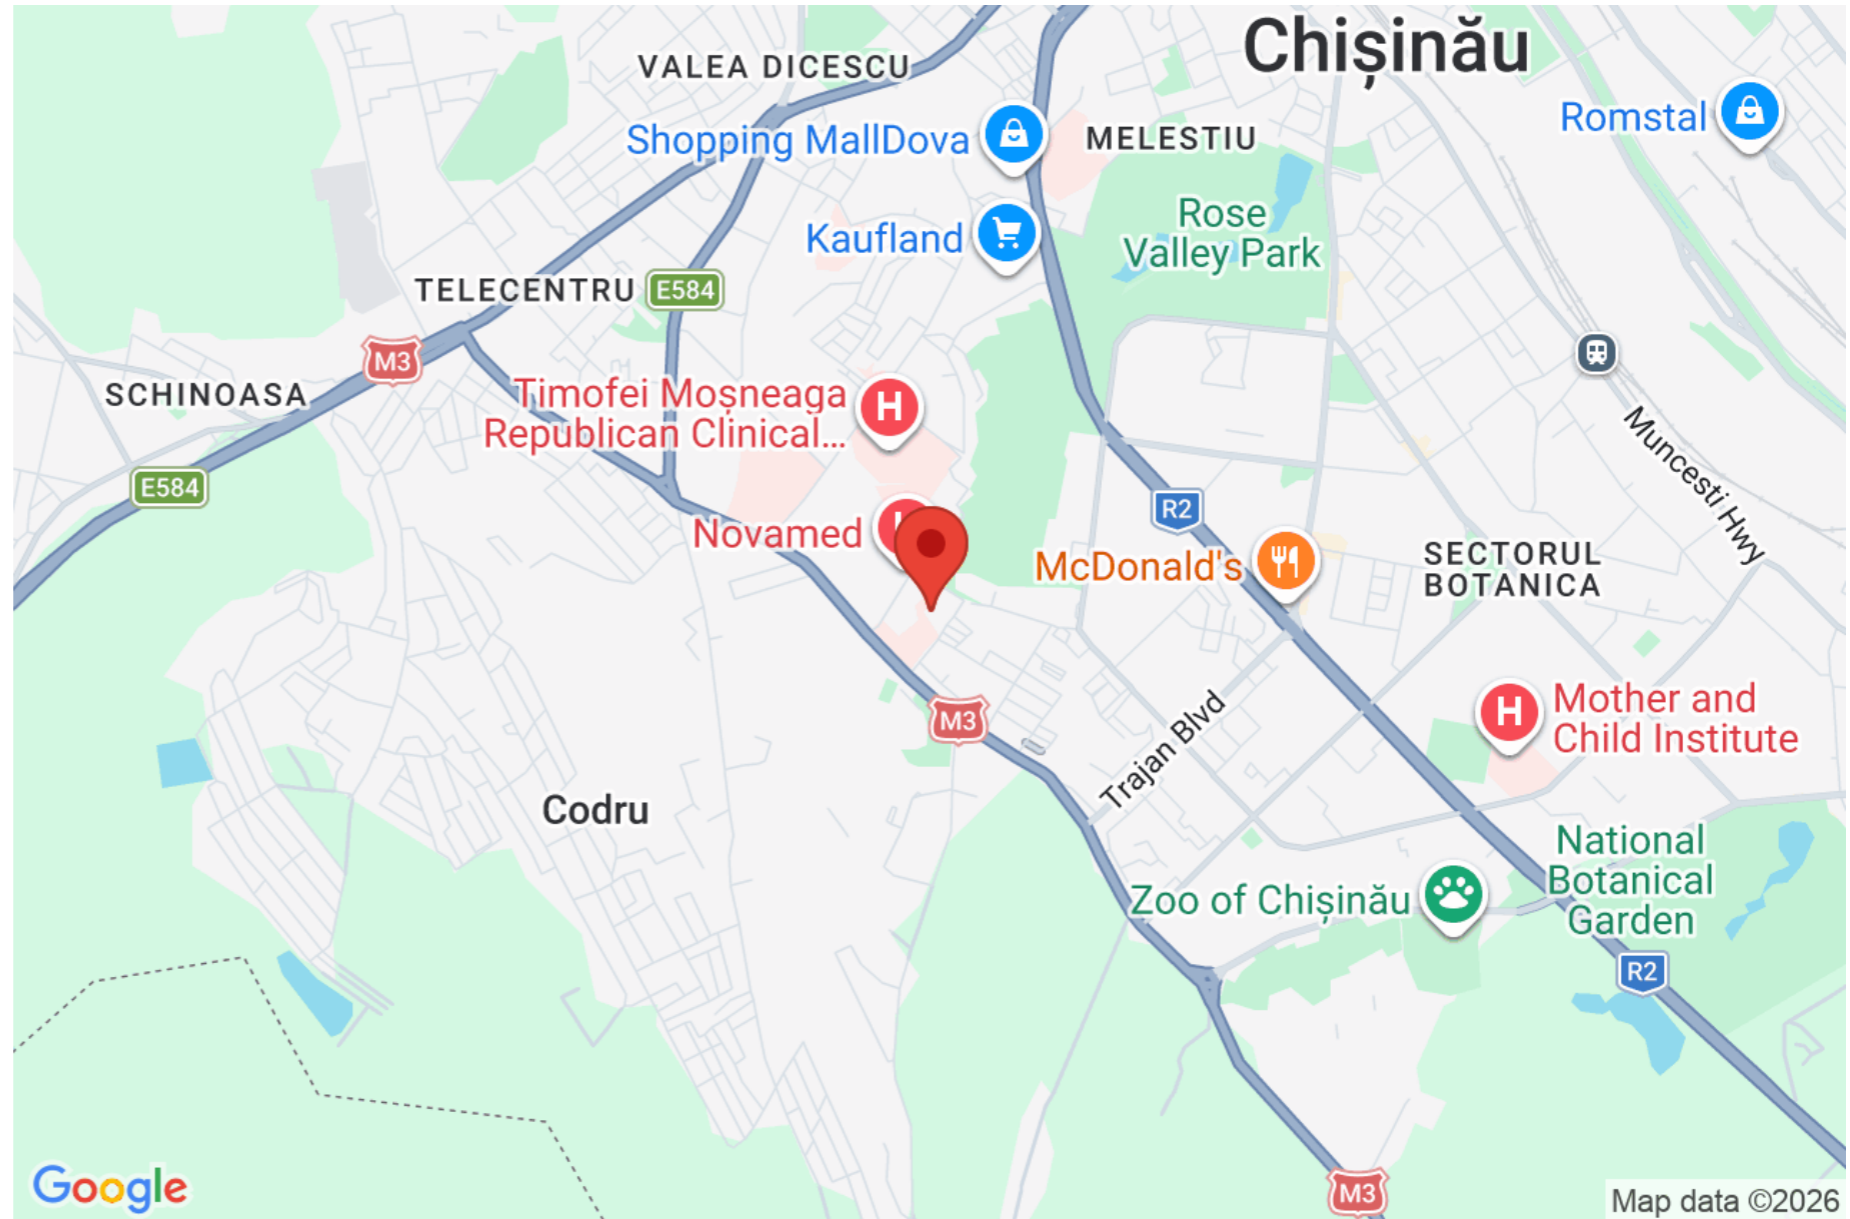 Chișinău
VALEA DICESCU
Romstal
Shopping MallDova
MELESTIU
Rose
Valley Park
Kaufland
TELECENTRU
E584
M3
SCHINOASA
Timofei Moșneaga
Republican Clinical...
Muncesti Hwy
E584
R2
Novamed
McDonald's
SECTORUL
BOTANICA
Mother and
Child Institute
M3
Trajan Blvd
Codru
National
Botanical
Garden
Zoo of Chișinău
R2
M3
Google
Map data ©2026